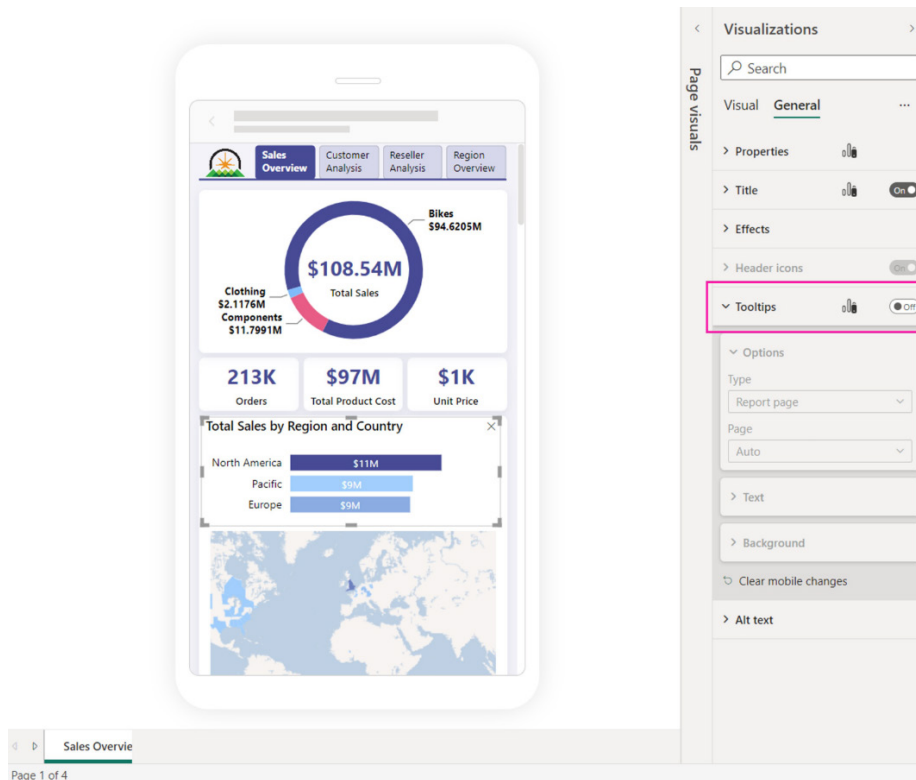 Sales
Overview
Customer
Analysis
Reseller
Analysis
Region
Overview
Bikes
$94.6205M
$108.54M
Total Sales
Clothing
$2.1176M
Components
$11.7991M
213K
Orders
$97M
Total Product Cost
$1K
Unit Price
Total Sales by Region and Country
North America
$11M
Pacific
$9M
Europe
$9M
Sales Overvie
Page 1 of 4
Page visuals
Visualizations
Search
Visual
General
Properties
Title
On
Effects
Header icons
On
Tooltips
Off
Options
Type
Report page
Page
Auto
Text
Background
Clear mobile changes
Alt text